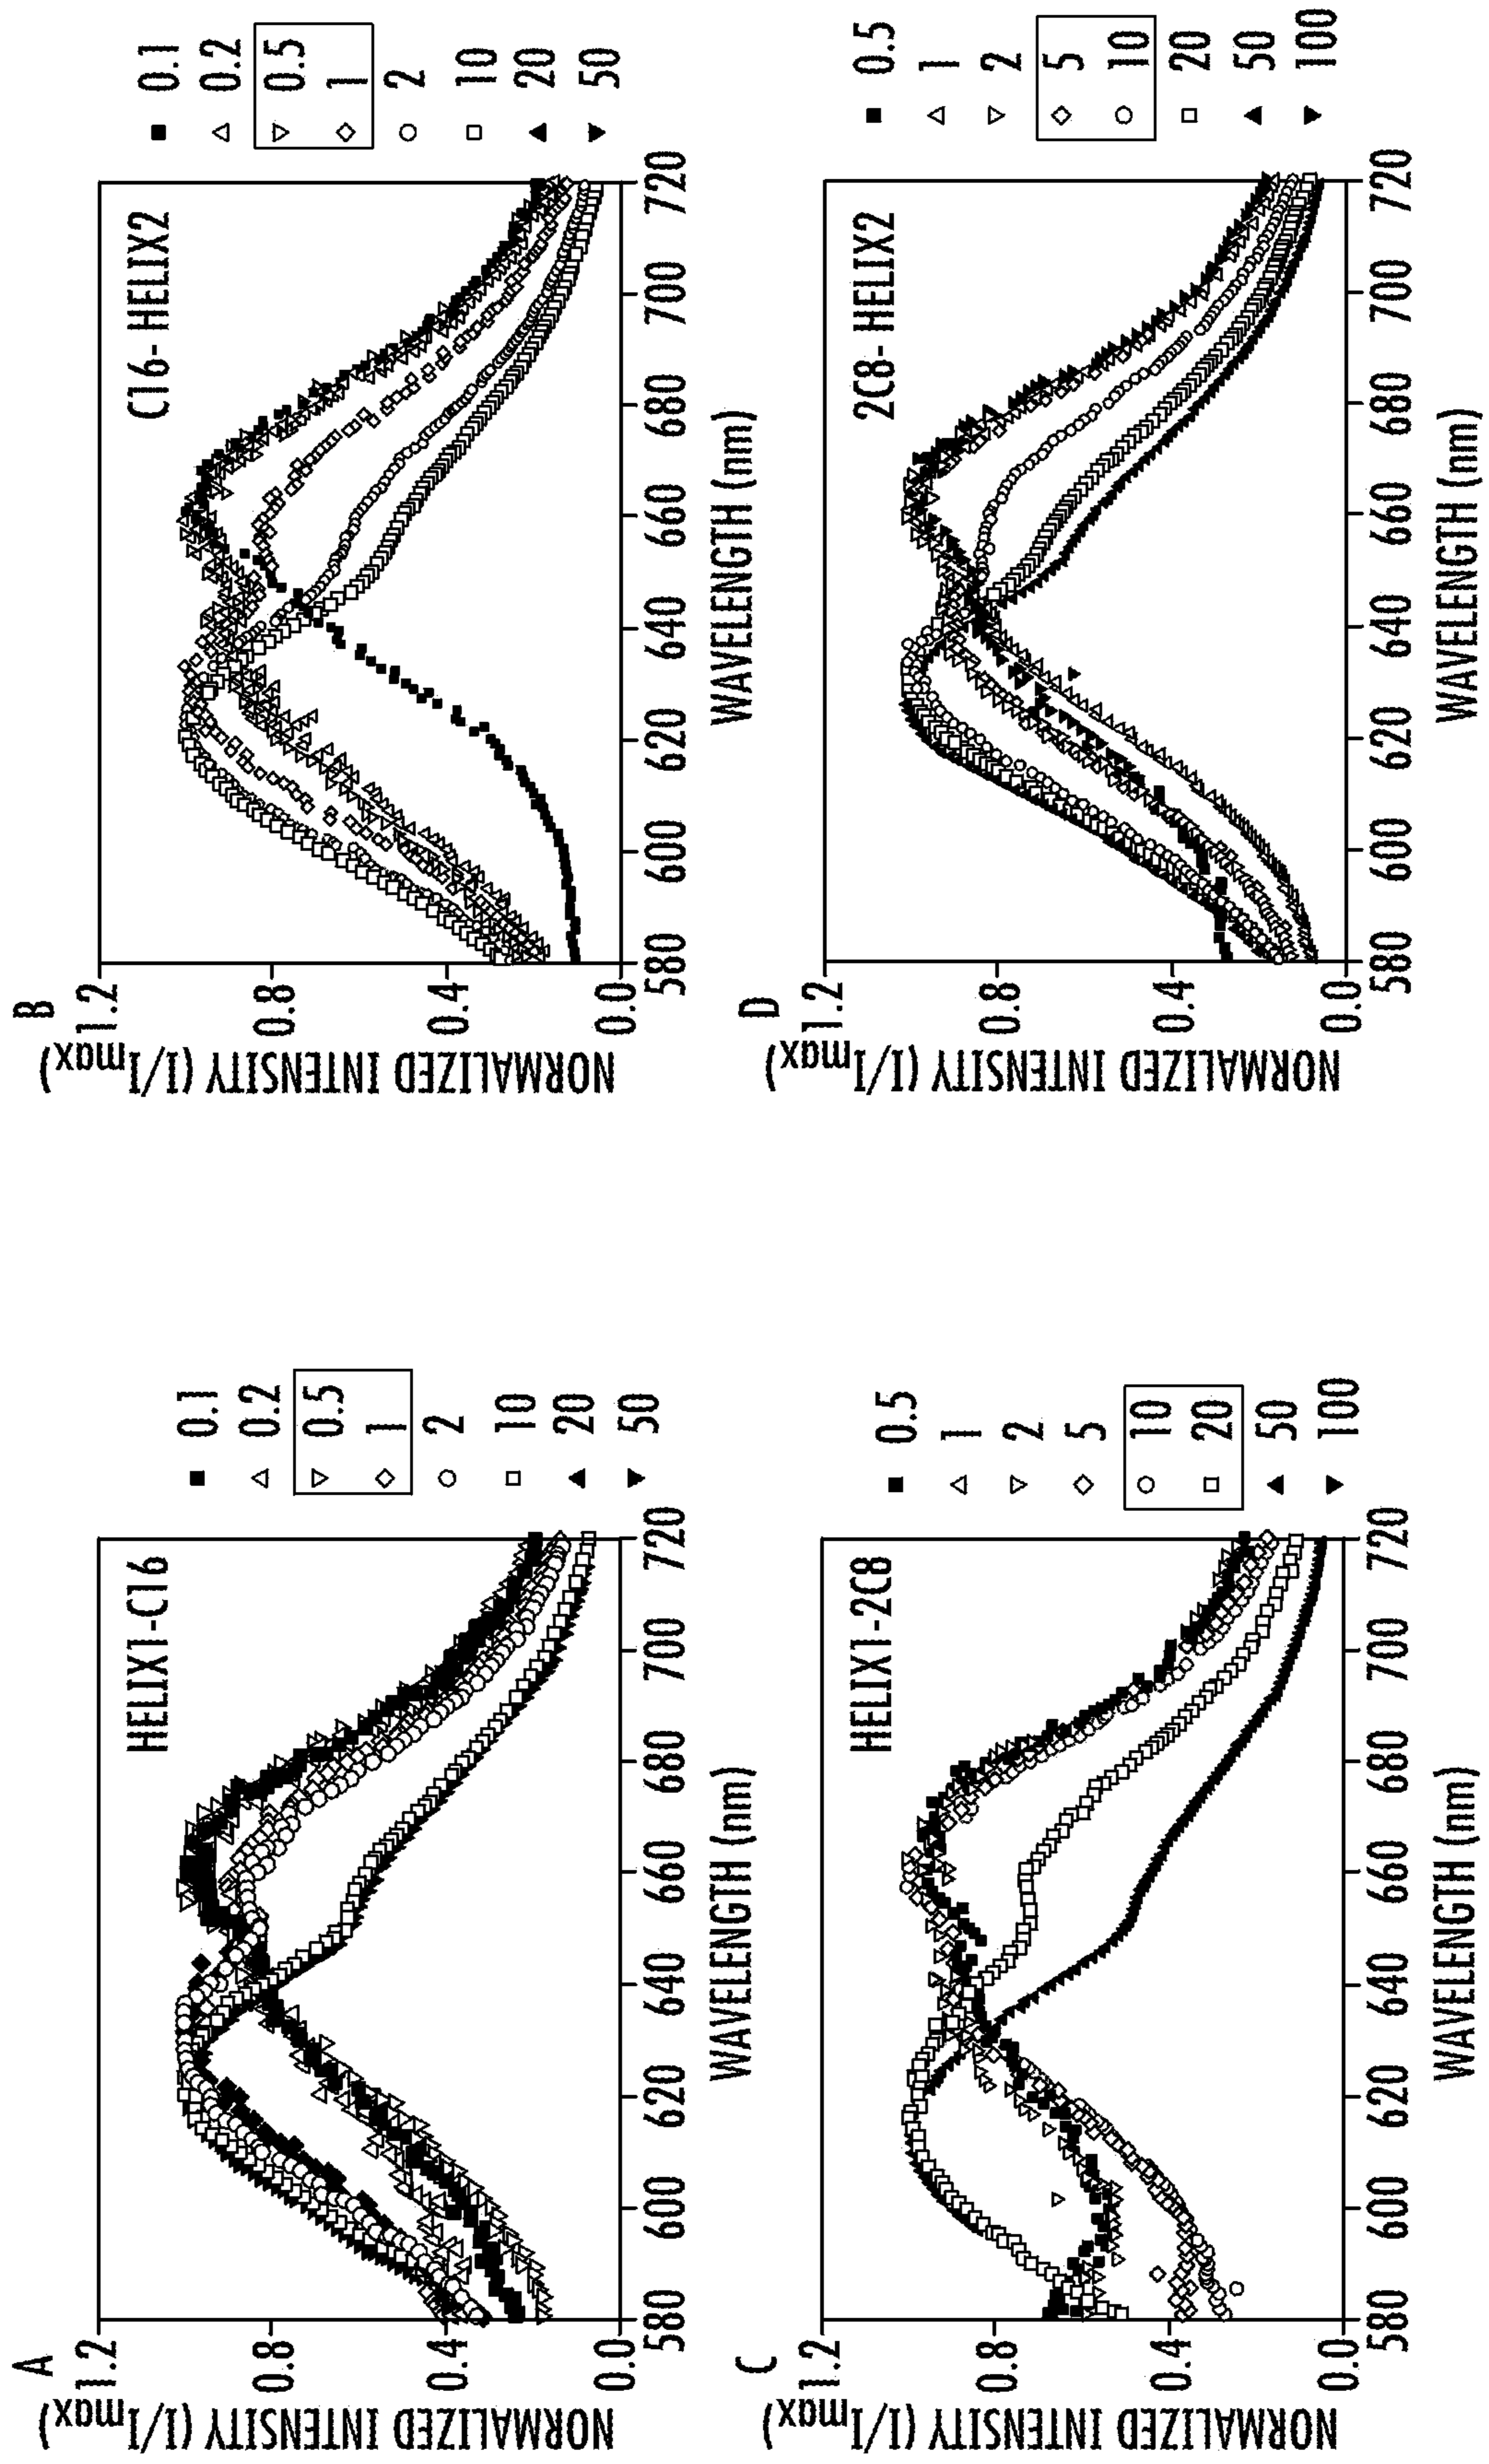 A
NORMALIZED INTENSITY (I/Imax)
1.2
0.8
0.4
0.0
HELIX1-C16
580 600 620 640 660 680 700 720
WAVELENGTH (nm)
0.1
0.2
0.5
1
2
10
20
50
B
NORMALIZED INTENSITY (I/Imax)
1.2
0.8
0.4
0.0
C16- HELIX2
580 600 620 640 660 680 700 720
WAVELENGTH (nm)
0.1
0.2
0.5
1
2
10
20
50
C
NORMALIZED INTENSITY (I/Imax)
1.2
0.8
0.4
0.0
HELIX1-2C8
580 600 620 640 660 680 700 720
WAVELENGTH (nm)
0.5
1
2
5
10
20
50
100
D
NORMALIZED INTENSITY (I/Imax)
1.2
0.8
0.4
0.0
2C8- HELIX2
580 600 620 640 660 680 700 720
WAVELENGTH (nm)
0.5
1
2
5
10
20
50
100